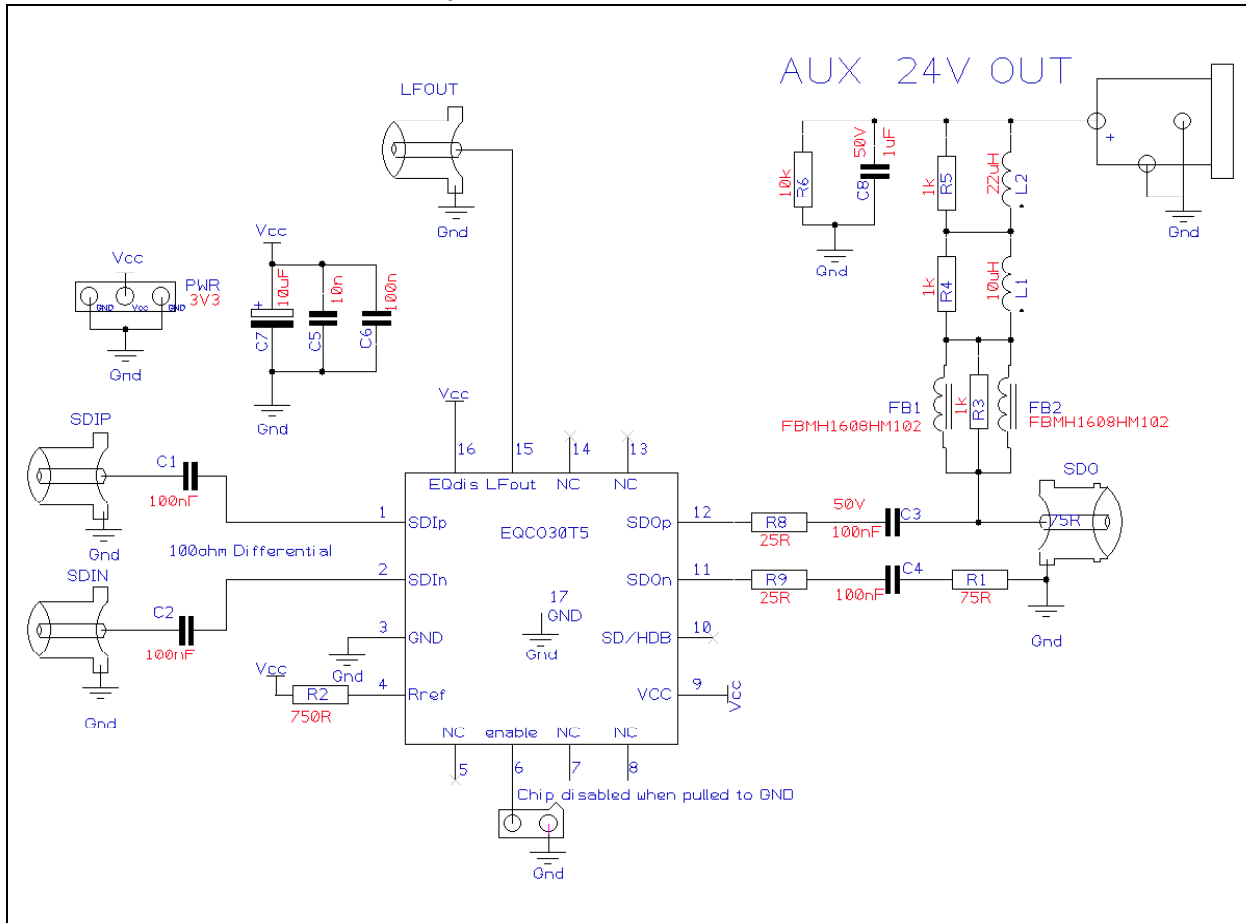 AUX 24V OUT
LFOUT
Gnd
+
Gnd
10k
R6
50V
1uF
C8
Gnd
1k
R5
22uH
L2
1k
R4
10uH
L1
FB1
FBMH1608HM102
1k
R3
FB2
FBMH1608HM102
Vcc
PWR
3V3
GND
Vcc
GND
Gnd
Vcc
+
10uF
C7
10n
C5
100n
C6
Gnd
SDIP
C1
100nF
Gnd
100ohm Differential
SDIN
C2
100nF
Gnd
Vcc
16
15
14
13
EQdis
LFout
NC
NC
EQCO30T5
1
SDIp
2
SDIn
3
GND
Gnd
Vcc
R2
750R
4
Rref
17
GND
Gnd
SDOp
12
R8
25R
50V
100nF
C3
SDO
75R
SDOn
11
R9
25R
100nF
C4
R1
75R
Gnd
SD/HDB
10
VCC
9
Vcc
NC
enable
NC
NC
5
6
7
8
Chip disabled when pulled to GND
Gnd